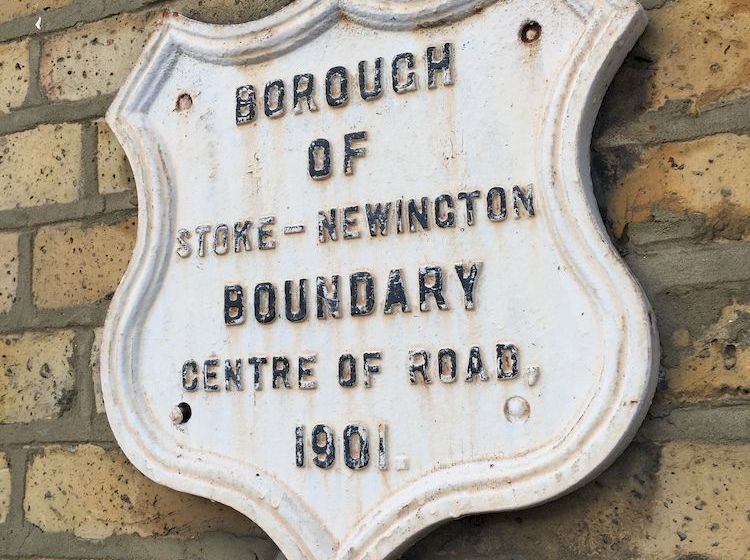 BOROUGH
OF
STOKE-NEWINGTON
BOUNDARY
CENTRE OF ROAD,
1901.